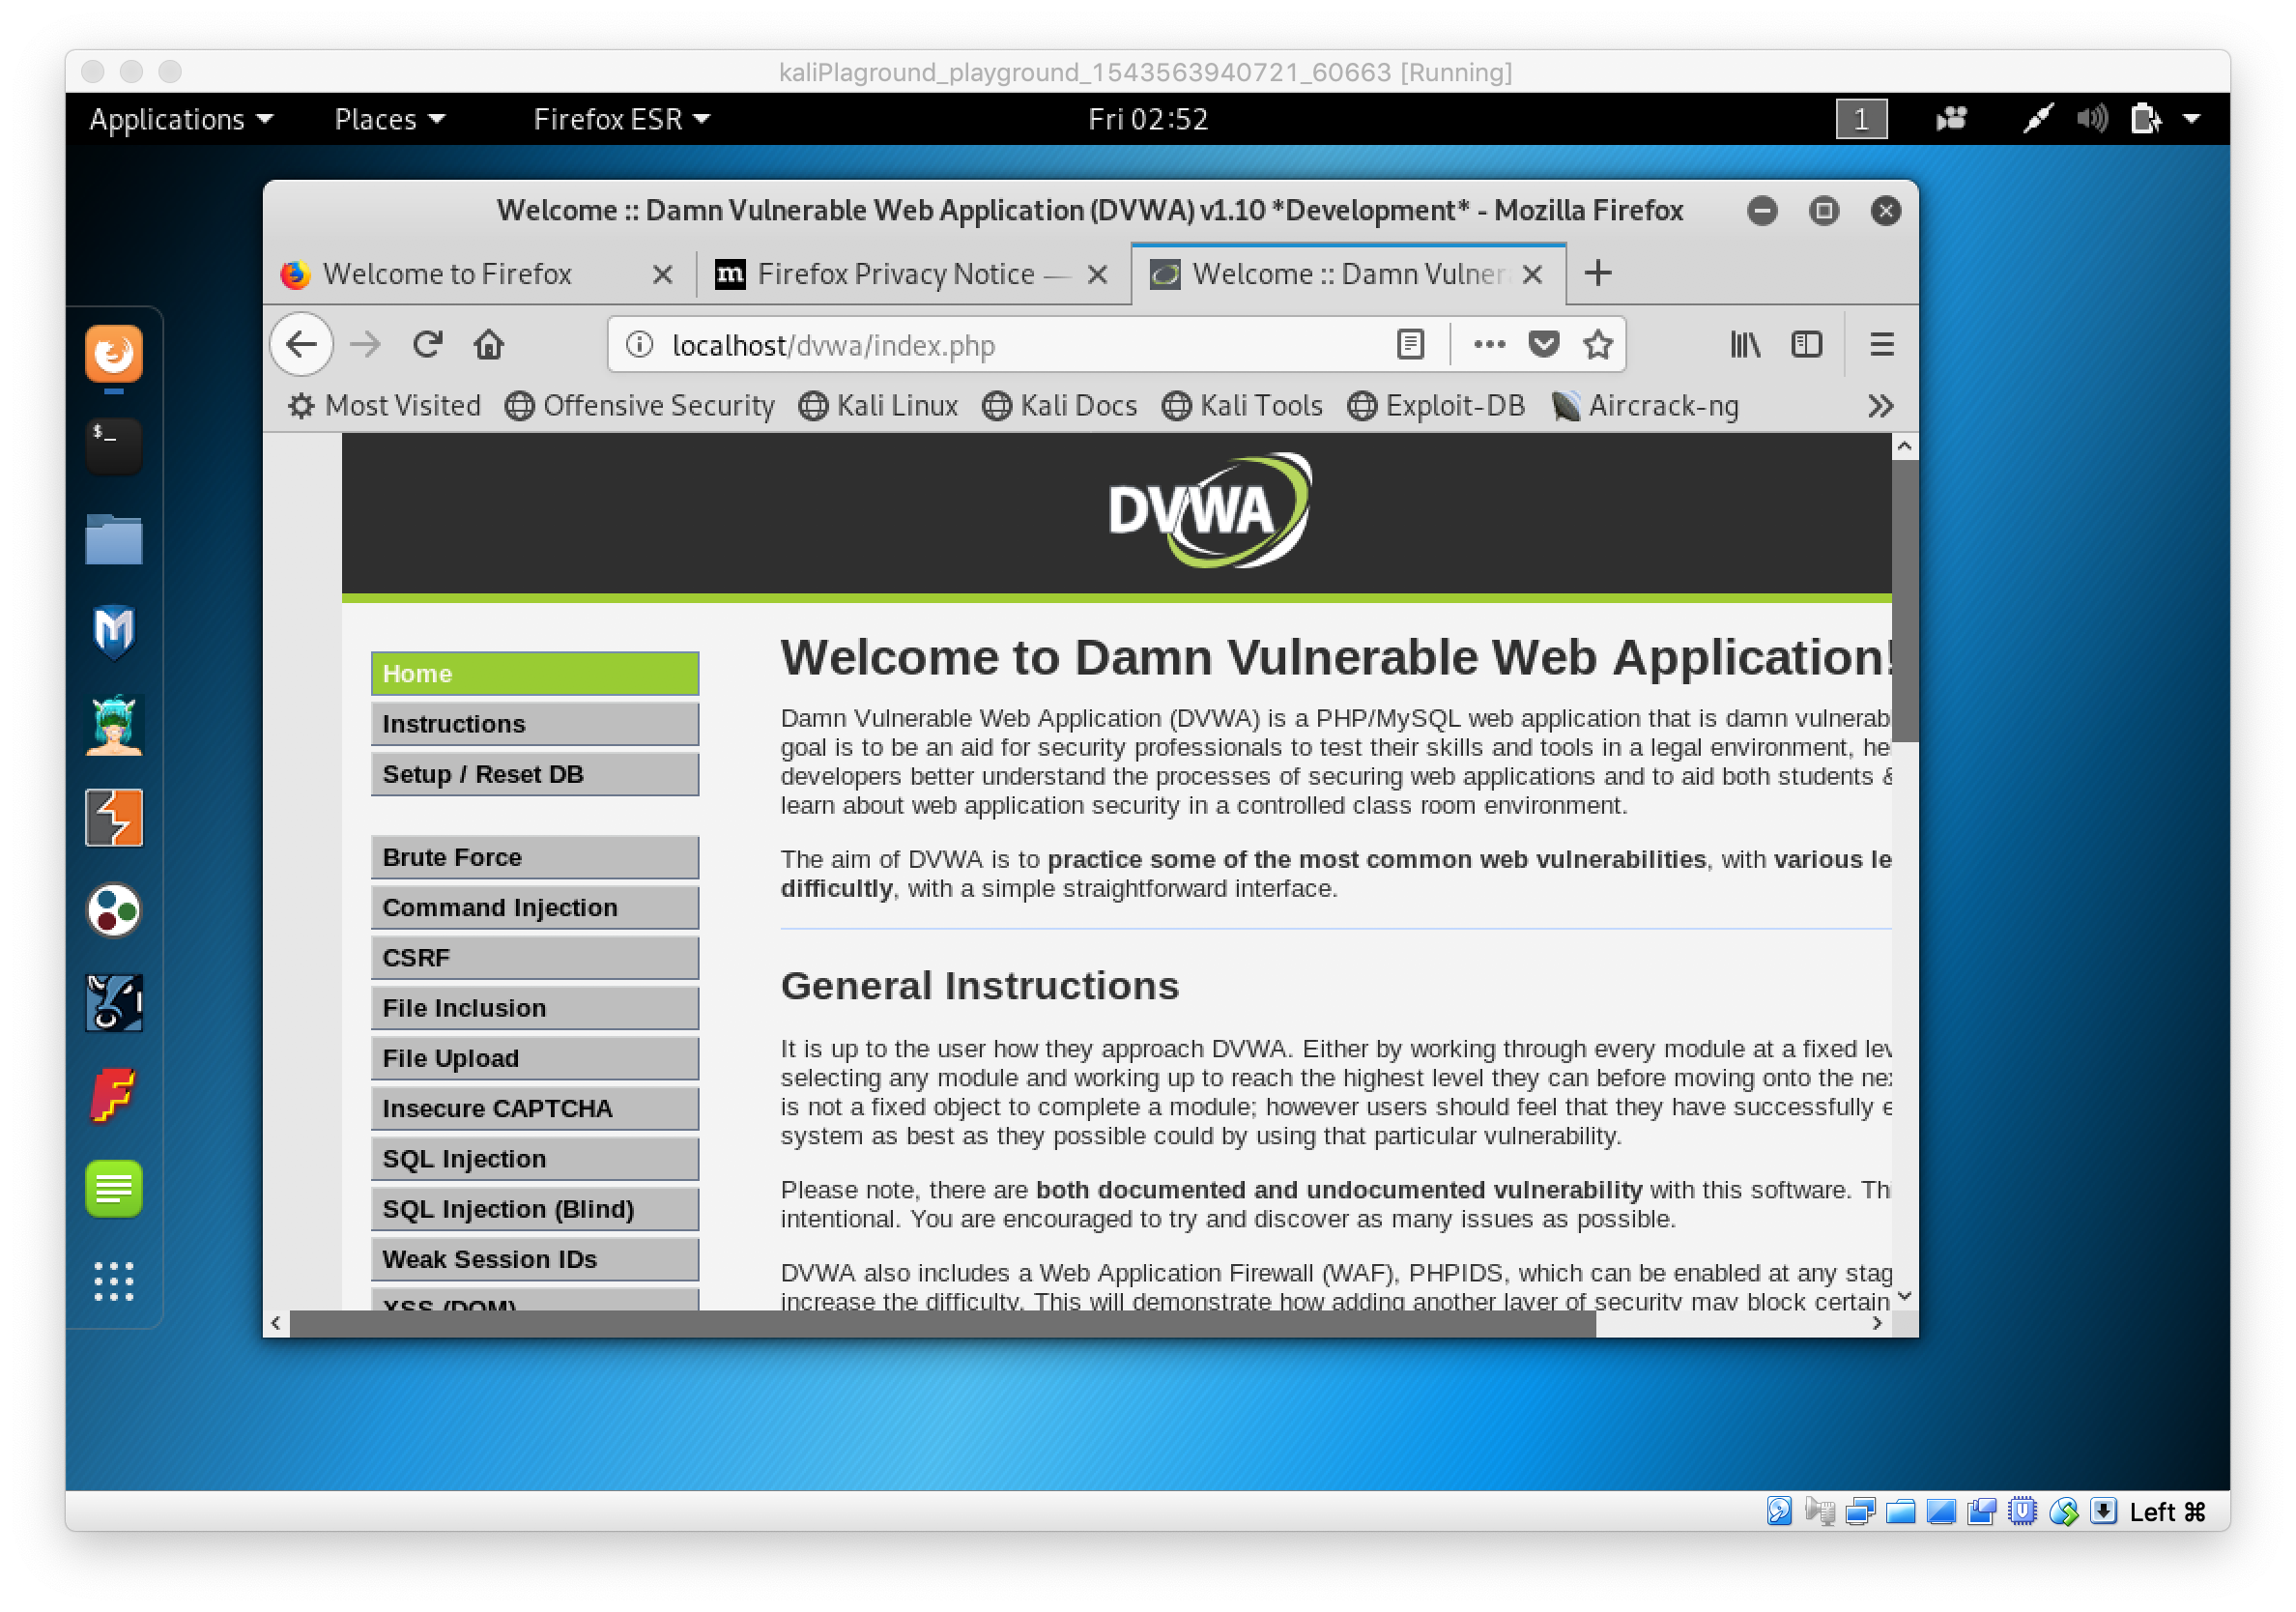 kaliPlaground_playground_1543563940721_60663 [Running]
Applications Places Firefox ESR Fri 02:52 1
Welcome :: Damn Vulnerable Web Application (DVWA) v1.10 *Development* - Mozilla Firefox
Welcome to Firefox m Firefox Privacy Notice — Welcome :: Damn Vulner
localhost/dvwa/index.php
Most Visited Offensive Security Kali Linux Kali Docs Kali Tools Exploit-DB Aircrack-ng
$_
DVWA
Home
Instructions
Setup / Reset DB
Brute Force
Command Injection
CSRF
File Inclusion
File Upload
Insecure CAPTCHA
SQL Injection
SQL Injection (Blind)
Weak Session IDs
XSS (DOM)
Welcome to Damn Vulnerable Web Application!
Damn Vulnerable Web Application (DVWA) is a PHP/MySQL web application that is damn vulnerab
goal is to be an aid for security professionals to test their skills and tools in a legal environment, he
developers better understand the processes of securing web applications and to aid both students &
learn about web application security in a controlled class room environment.
The aim of DVWA is to practice some of the most common web vulnerabilities, with various le
difficultly, with a simple straightforward interface.
General Instructions
It is up to the user how they approach DVWA. Either by working through every module at a fixed lev
selecting any module and working up to reach the highest level they can before moving onto the nex
is not a fixed object to complete a module; however users should feel that they have successfully e
system as best as they possible could by using that particular vulnerability.
Please note, there are both documented and undocumented vulnerability with this software. Thi
intentional. You are encouraged to try and discover as many issues as possible.
DVWA also includes a Web Application Firewall (WAF), PHPIDS, which can be enabled at any stag
increase the difficulty. This will demonstrate how adding another layer of security may block certain
Left ⌘